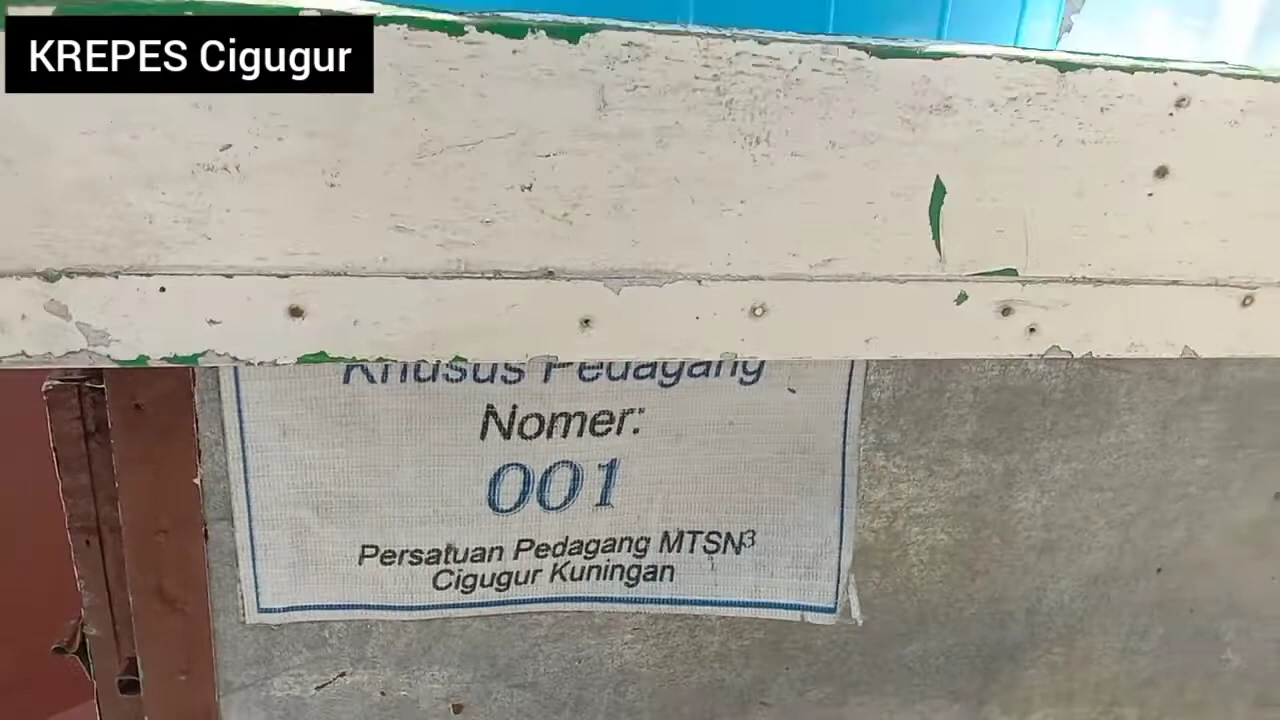 KREPES Cigugur
Khusus Pedagang
Nomer:
001
Persatuan Pedagang MTSN3
Cigugur Kuningan